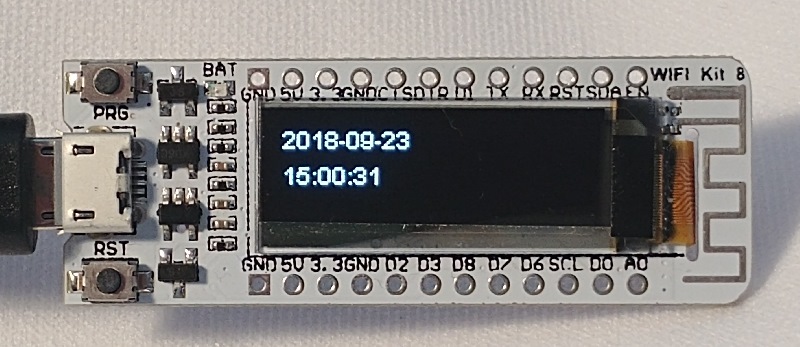 BAT
WIFI Kit 8
GND 5V 3.3 GND CTS DTR D1 TX RX RST SDA EN
PRG
2018-09-23
15:00:31
RST
GND 5V 3.3 GND D2 D3 D8 D7 D6 SCL D0 A0